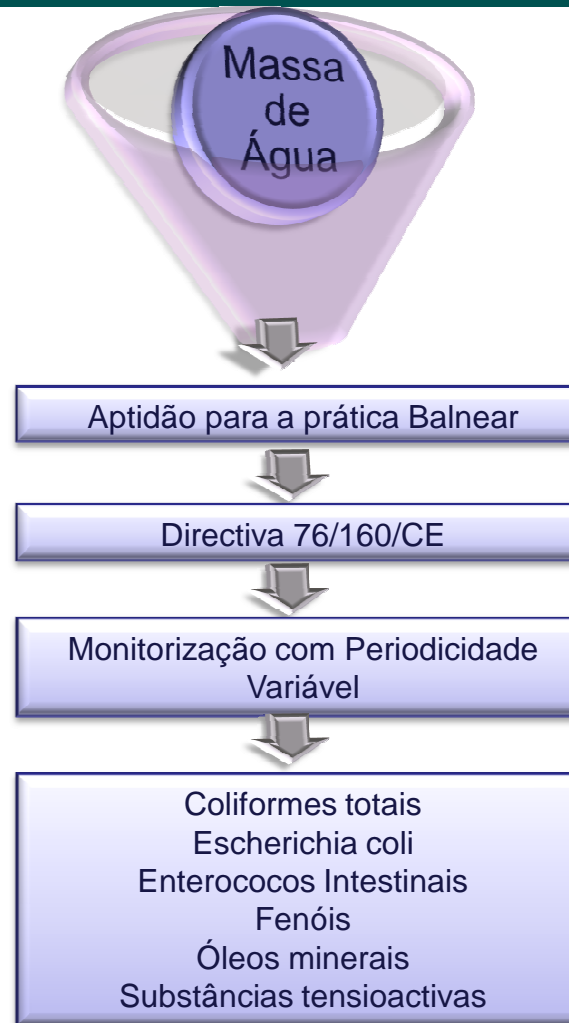 Massa
de
Água
Aptidão para a prática Balnear
Directiva 76/160/CE
Monitorização com Periodicidade
Variável
Coliformes totais
Escherichia coli
Enterococos Intestinais
Fenóis
Óleos minerais
Substâncias tensioactivas